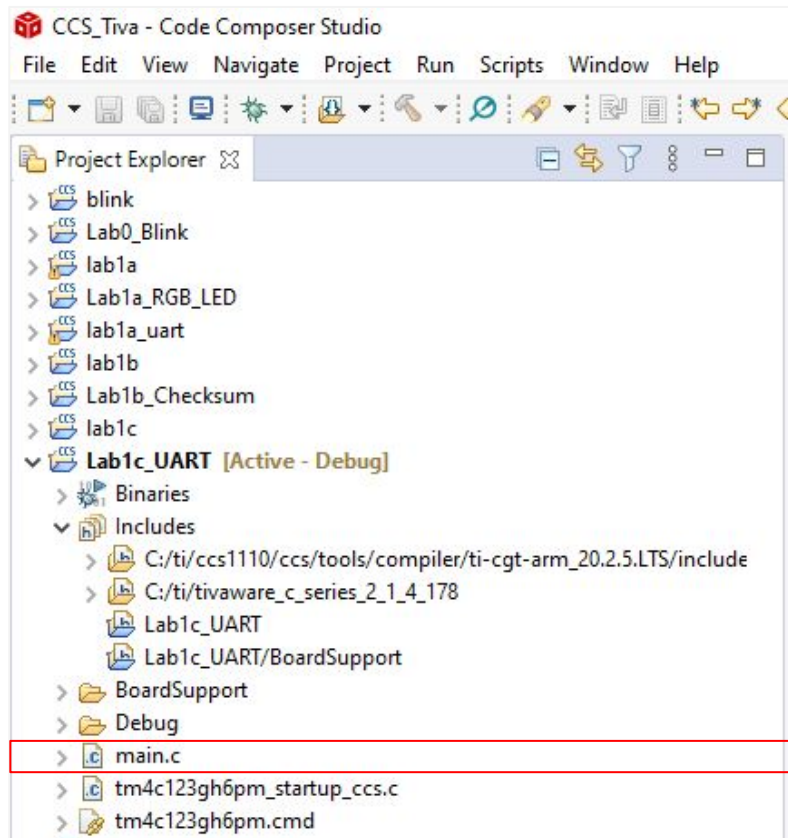 CCS_Tiva - Code Composer Studio
File Edit View Navigate Project Run Scripts Window Help
Project Explorer
blink
Lab0_Blink
lab1a
Lab1a_RGB_LED
lab1a_uart
lab1b
Lab1b_Checksum
lab1c
Lab1c_UART [Active - Debug]
Binaries
Includes
C:/ti/ccs1110/ccs/tools/compiler/ti-cgt-arm_20.2.5.LTS/include
C:/ti/tivaware_c_series_2_1_4_178
Lab1c_UART
Lab1c_UART/BoardSupport
BoardSupport
Debug
main.c
tm4c123gh6pm_startup_ccs.c
tm4c123gh6pm.cmd